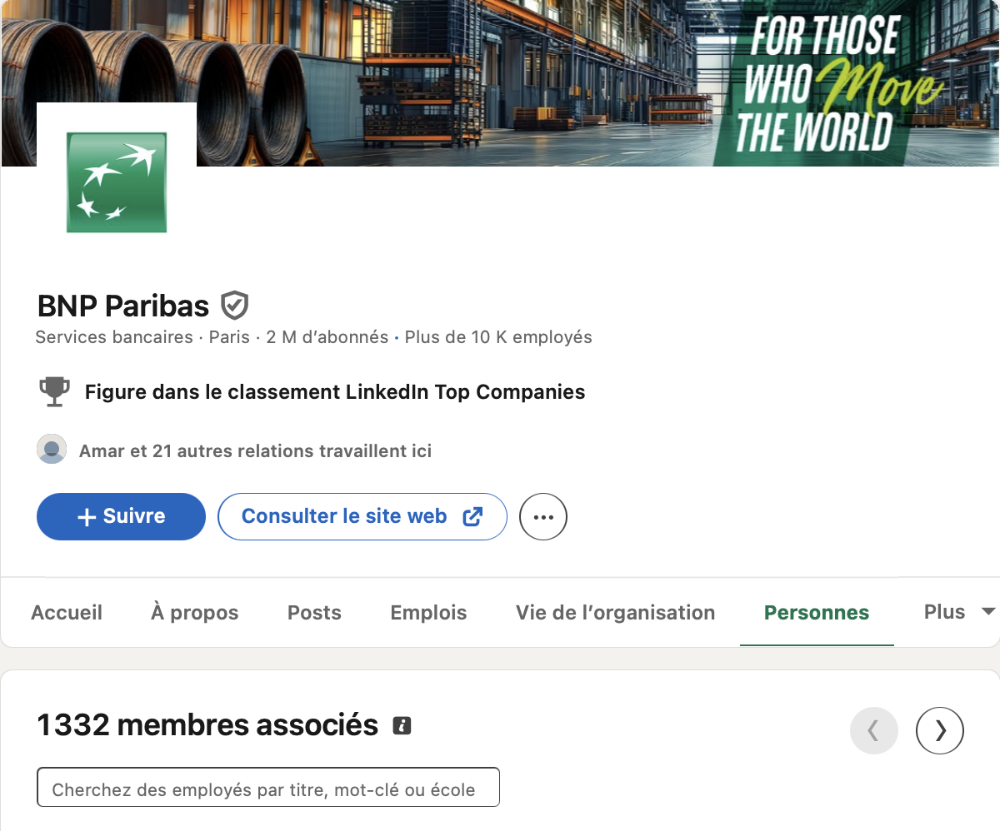 FOR THOSE
WHO Move
THE WORLD
BNP Paribas
Services bancaires · Paris · 2 M d’abonnés · Plus de 10 K employés
Figure dans le classement LinkedIn Top Companies
Amar et 21 autres relations travaillent ici
+ Suivre
Consulter le site web
...
Accueil
À propos
Posts
Emplois
Vie de l’organisation
Personnes
Plus
1332 membres associés
Cherchez des employés par titre, mot-clé ou école